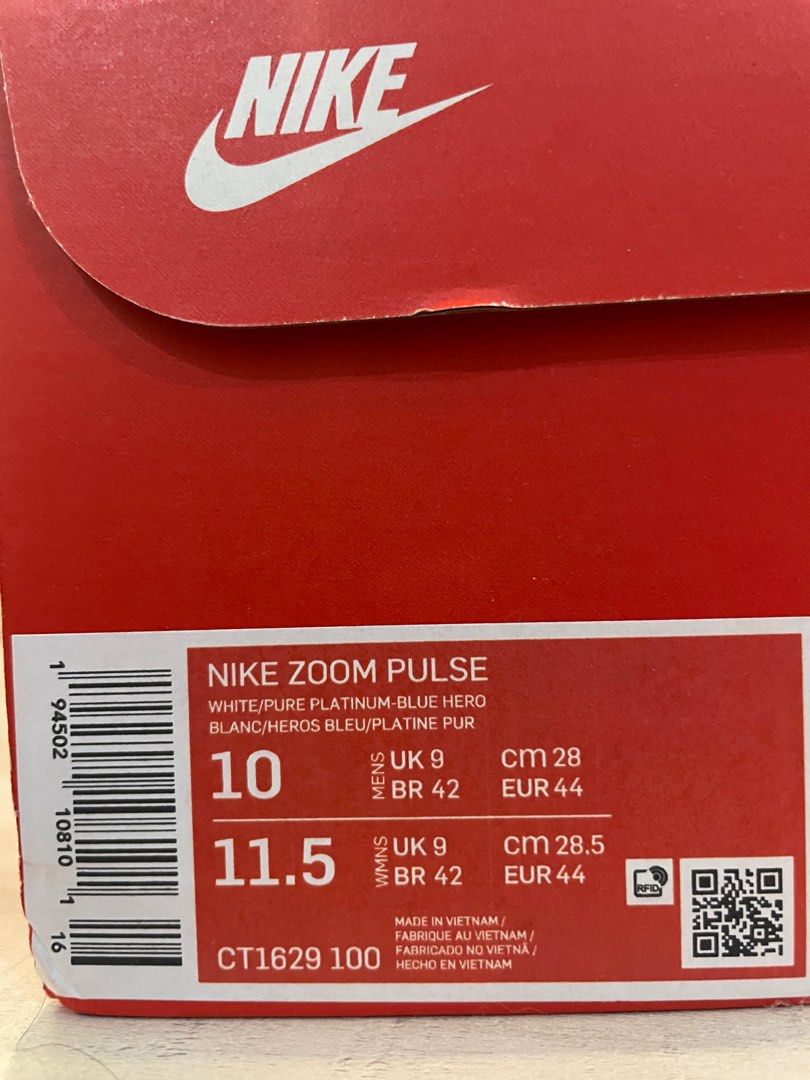 NIKE
NIKE ZOOM PULSE
WHITE/PURE PLATINUM-BLUE HERO
BLANC/HEROS BLEU/PLATINE PUR
10 MENS UK 9 cm 28
BR 42 EUR 44
11.5 WMNS UK 9 cm 28.5
BR 42 EUR 44
CT1629 100
MADE IN VIETNAM /
FABRIQUE AU VIETNAM /
FABRICADO NO VIETNÃ /
HECHO EN VIETNAM
RFID
1 94502 10810 1 16